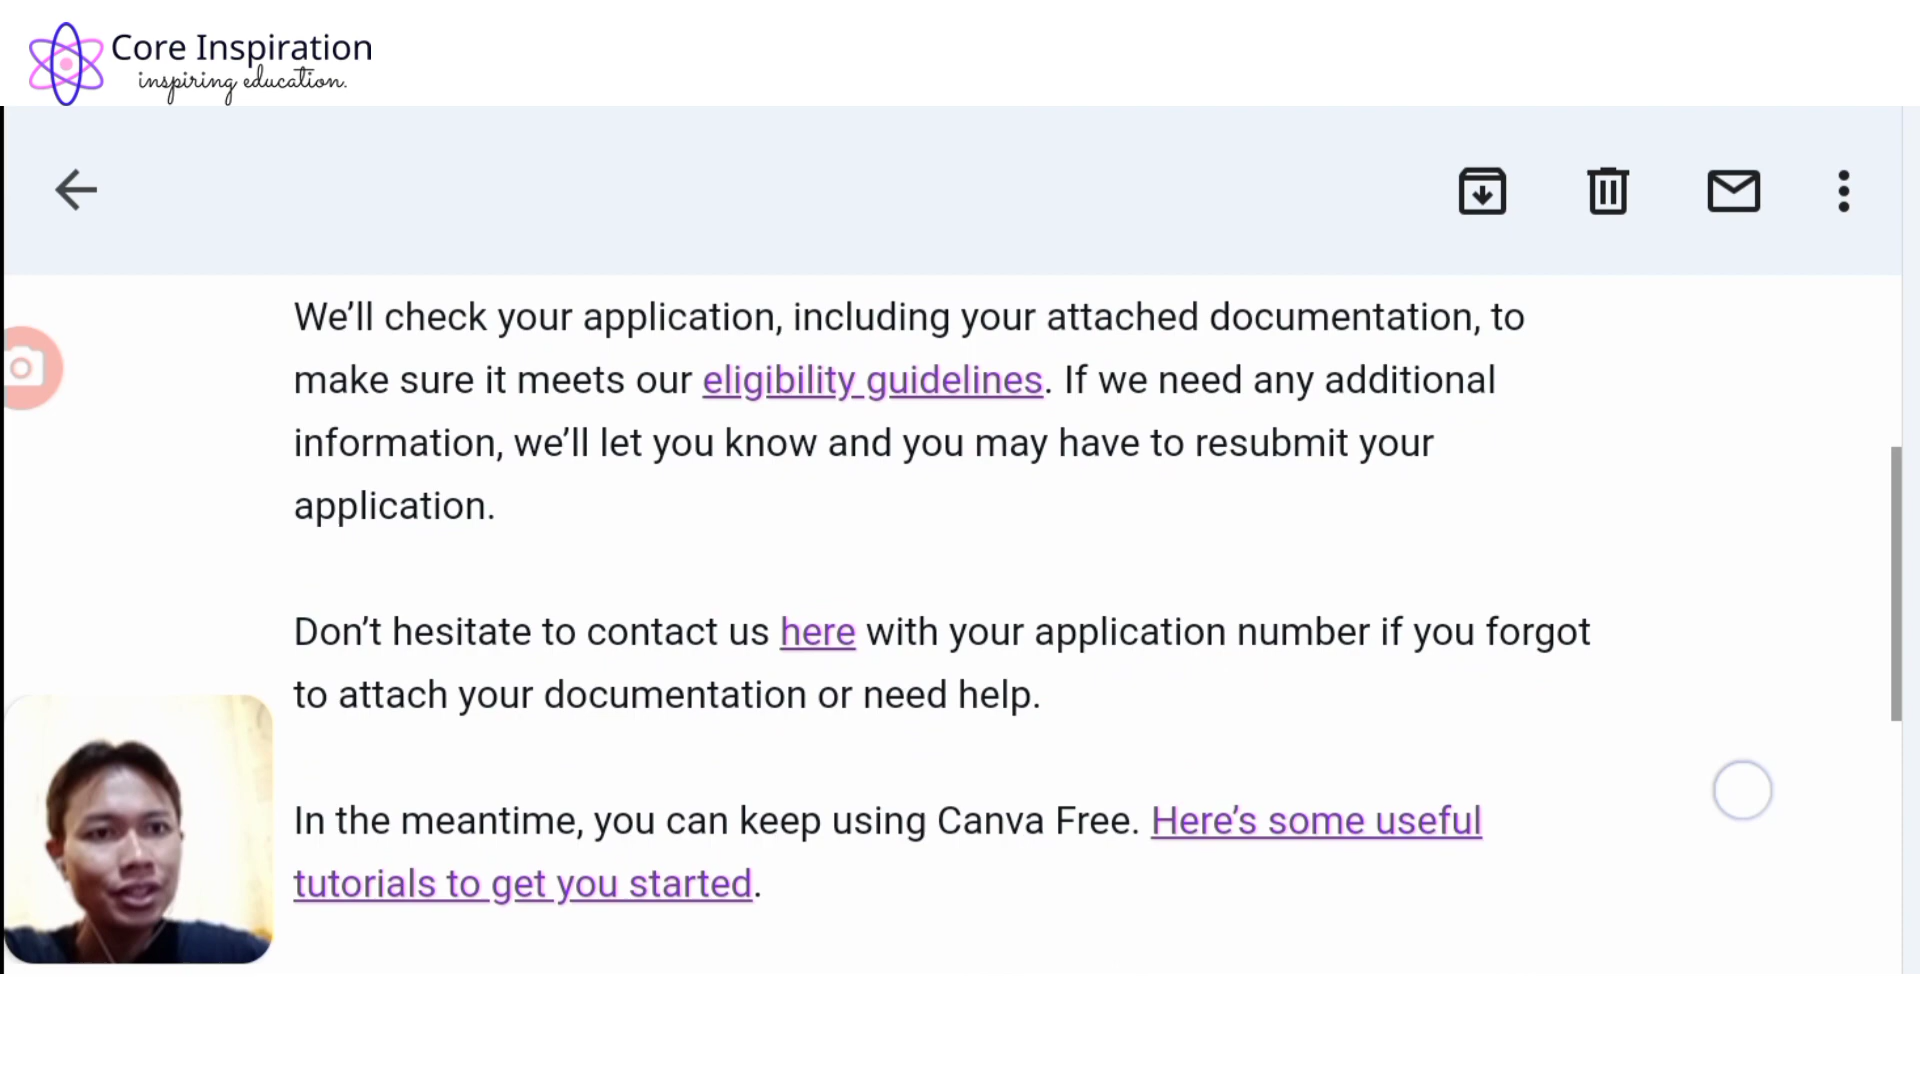 Core Inspiration
inspiring education.
We’ll check your application, including your attached documentation, to
make sure it meets our eligibility guidelines. If we need any additional
information, we’ll let you know and you may have to resubmit your
application.
Don’t hesitate to contact us here with your application number if you forgot
to attach your documentation or need help.
In the meantime, you can keep using Canva Free. Here’s some useful
tutorials to get you started.